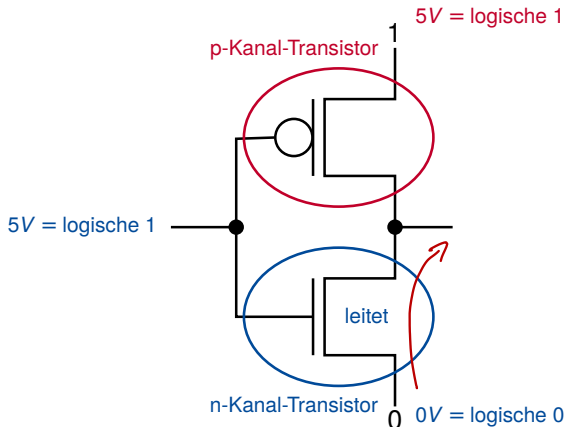 5V = logische 1
1
p-Kanal-Transistor
5V = logische 1
leitet
n-Kanal-Transistor
0
0V = logische 0